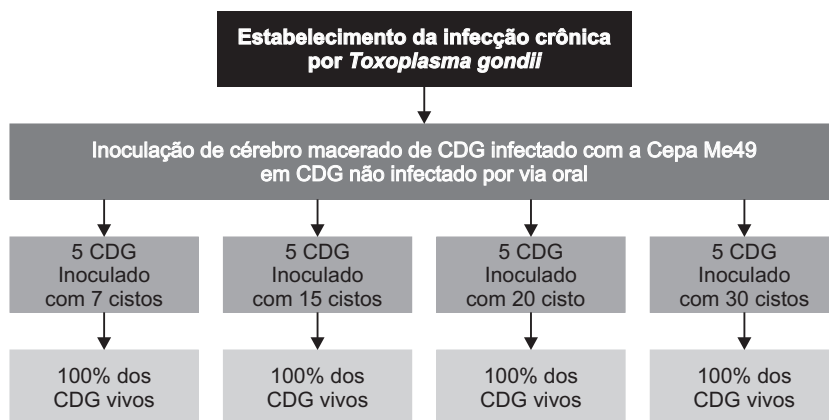 Estabelecimento da infecção crônica
por Toxoplasma gondii
Inoculação de cérebro macerado de CDG infectado com a Cepa Me49
em CDG não infectado por via oral
5 CDG
Inoculado
com 7 cistos
5 CDG
Inoculado
com 15 cistos
5 CDG
Inoculado
com 20 cisto
5 CDG
Inoculado
com 30 cistos
100% dos
CDG vivos
100% dos
CDG vivos
100% dos
CDG vivos
100% dos
CDG vivos